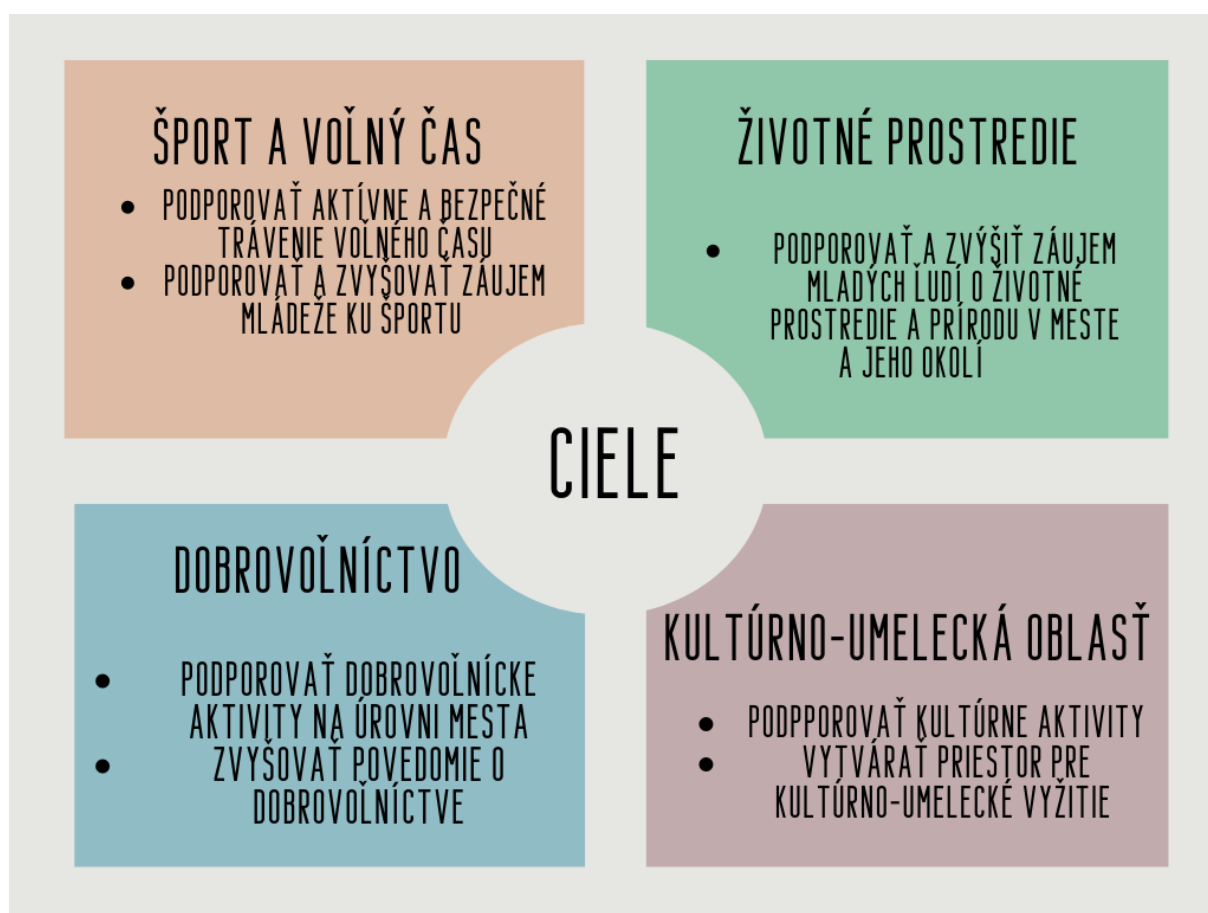 ŠPORT A VOĽNÝ ČAS
• PODPOROVAŤ AKTÍVNE A BEZPEČNÉ
TRÁVENIE VOĽNÉHO ČASU
• PODPOROVAŤ A ZVYŠOVAŤ ZÁUJEM
MLÁDEŽE KU ŠPORTU
ŽIVOTNÉ PROSTREDIE
• PODPOROVAŤ A ZVÝŠIŤ ZÁUJEM
MLADÝCH ĽUDÍ O ŽIVOTNÉ
PROSTREDIE A PRÍRODU V MESTE
A JEHO OKOLÍ
CIELE
DOBROVOĽNÍCTVO
• PODPOROVAŤ DOBROVOĽNÍCKE
AKTIVITY NA ÚROVNI MESTA
• ZVYŠOVAŤ POVEDOMIE O
DOBROVOĽNÍCTVE
KULTÚRNO-UMELECKÁ OBLASŤ
• PODPPOROVAŤ KULTÚRNE AKTIVITY
• VYTVÁRAŤ PRIESTOR PRE
KULTÚRNO-UMELECKÉ VYŽITIE